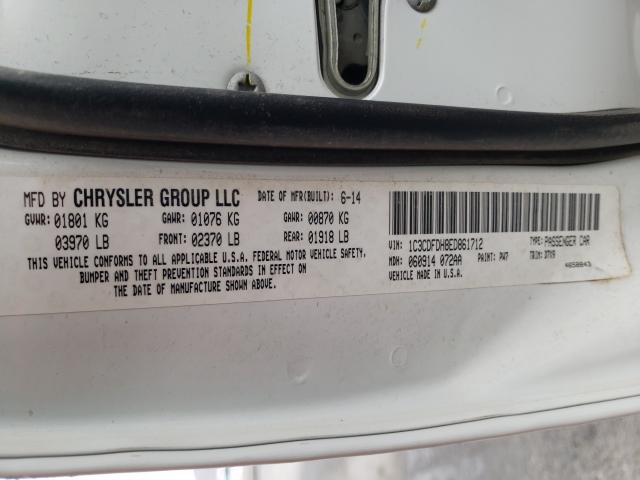 MFD BY CHRYSLER GROUP LLC DATE OF MFR(BUILT): 6-14
GVWR: 01801 KG GAWR: 01076 KG GAWR: 00870 KG
03970 LB FRONT: 02370 LB REAR: 01918 LB
THIS VEHICLE CONFORMS TO ALL APPLICABLE U.S.A. FEDERAL MOTOR VEHICLE SAFETY,
BUMPER AND THEFT PREVENTION STANDARDS IN EFFECT ON
THE DATE OF MANUFACTURE SHOWN ABOVE.
VIN: 1C3CDFDH8ED861712 TYPE: PASSENGER CAR
MDH: 060914 072AA PAINT: PW7 TRIM: DTX9
VEHICLE MADE IN U.S.A. 4658843